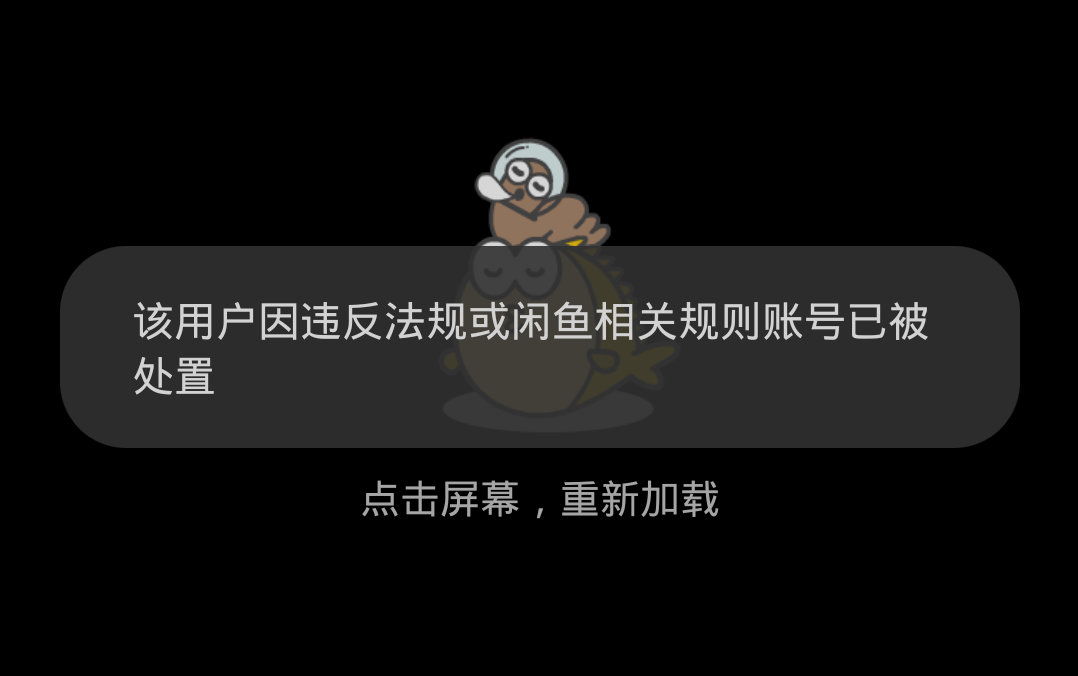 该用户因违反法规或闲鱼相关规则账号已被
处置
点击屏幕，重新加载